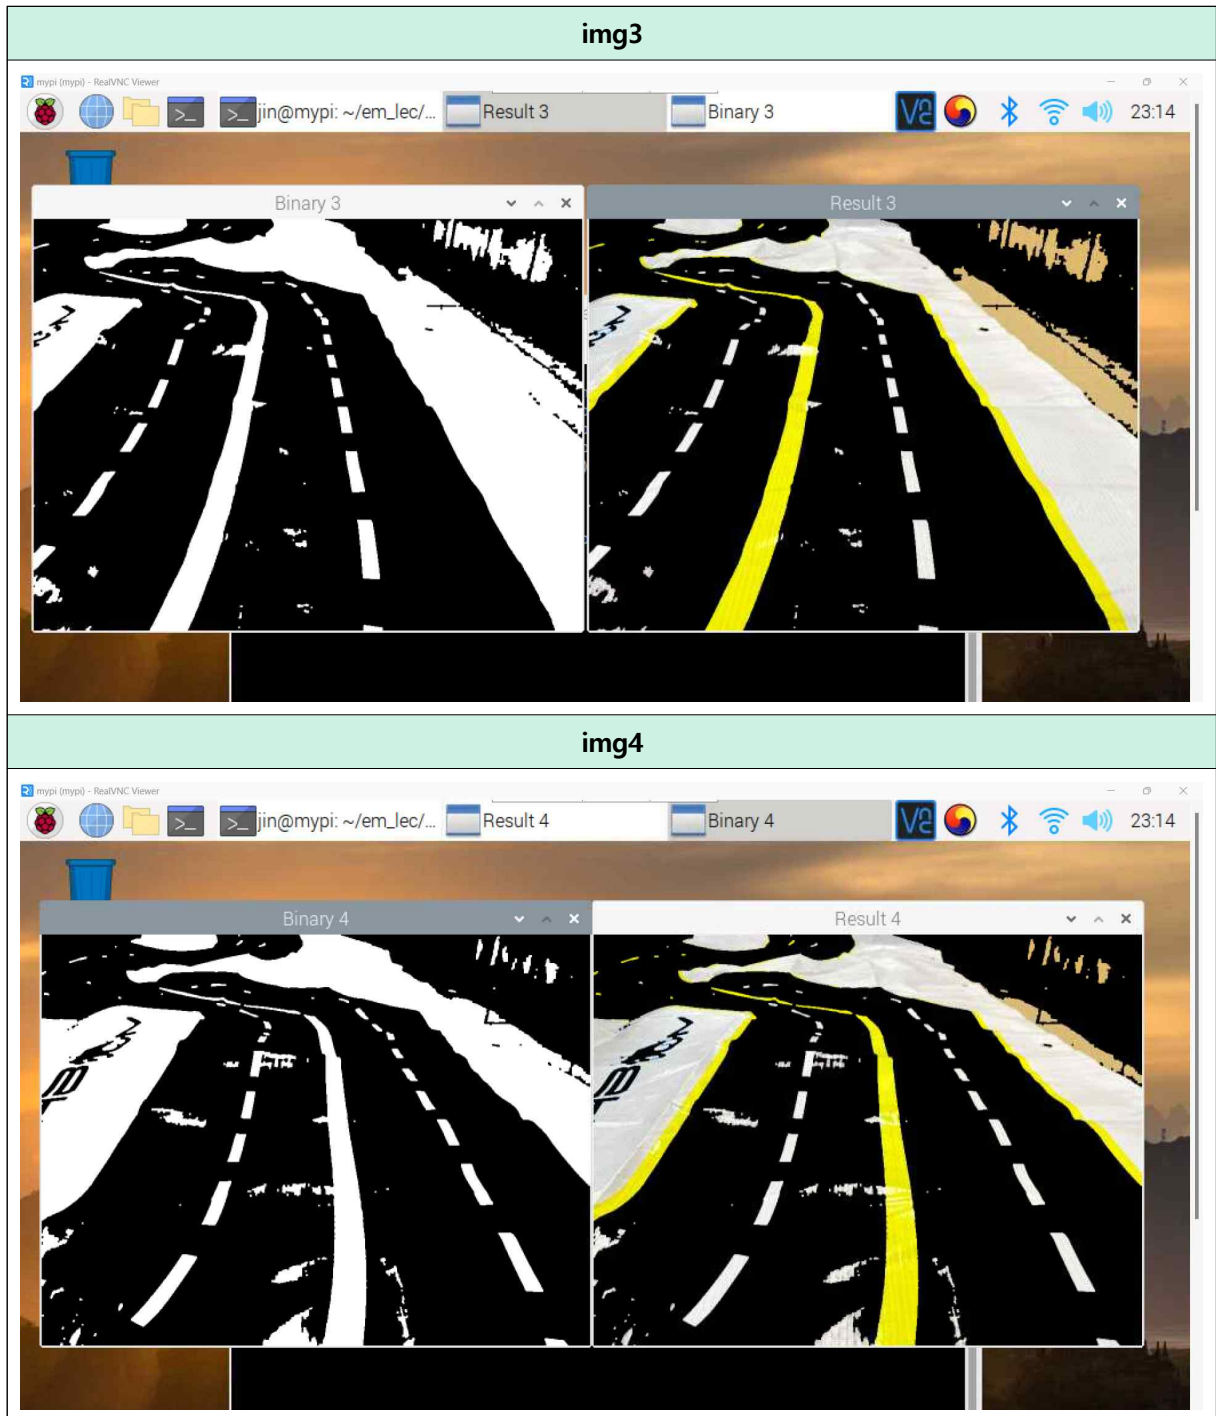 img3
mypi (mypi) - RealVNC Viewer
jin@mypi: ~/em_lec/... Result 3 Binary 3 23:14
Binary 3 Result 3
img4
mypi (mypi) - RealVNC Viewer
jin@mypi: ~/em_lec/... Result 4 Binary 4 23:14
Binary 4 Result 4